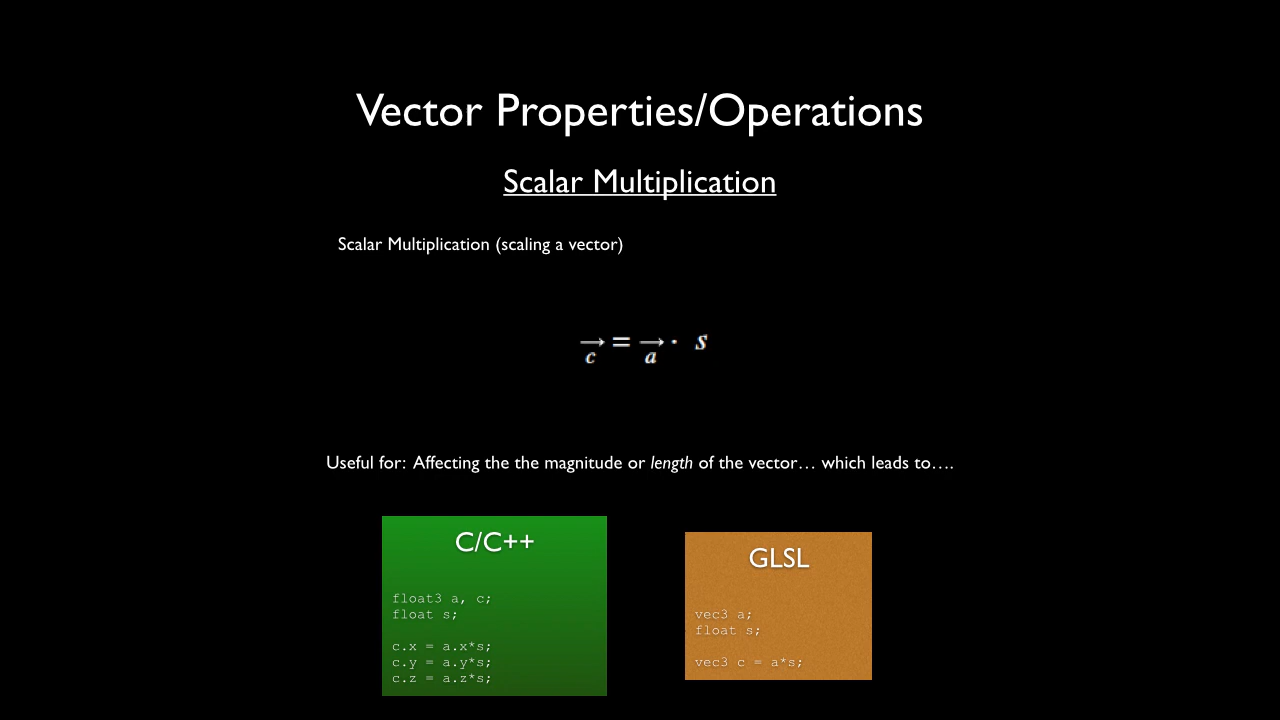 Vector Properties/Operations
Scalar Multiplication
Scalar Multiplication (scaling a vector)
c⃗ = a⃗ · s
Useful for: Affecting the the magnitude or length of the vector… which leads to….
C/C++
float3 a, c;
float s;
c.x = a.x*s;
c.y = a.y*s;
c.z = a.z*s;
GLSL
vec3 a;
float s;
vec3 c = a*s;